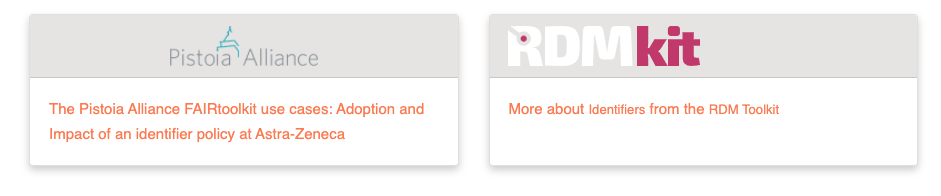 Pistoia Alliance
RDMkit
The Pistoia Alliance FAIRtoolkit use cases: Adoption and
Impact of an identifier policy at Astra-Zeneca
More about Identifiers from the RDM Toolkit